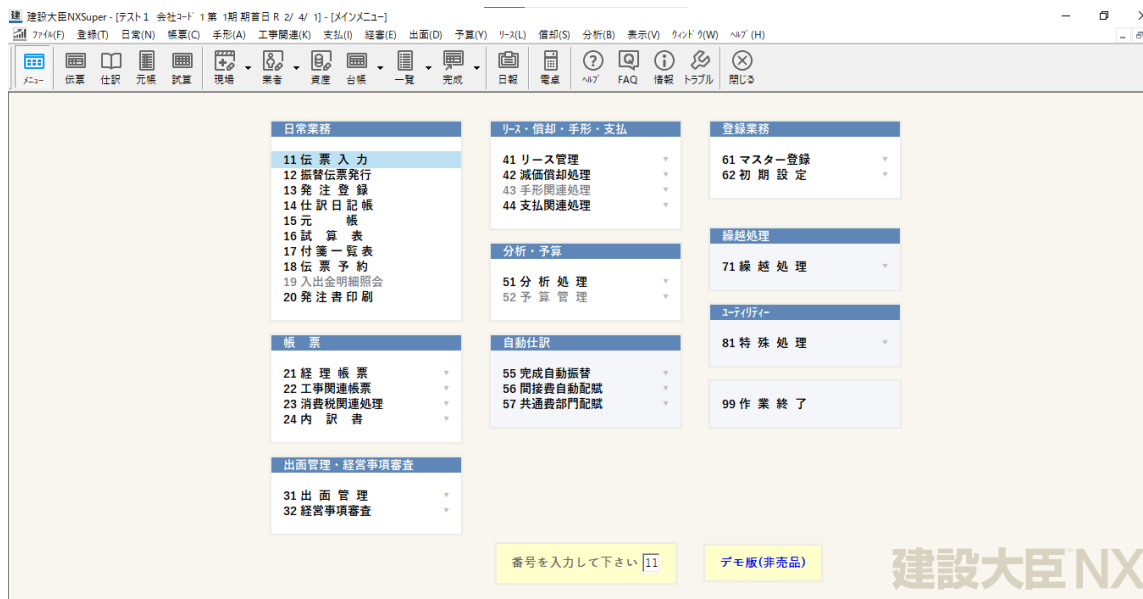 建設大臣NXSuper - [テスト1 会社ｺｰﾄﾞ 1 第 1期 期首日 R 2/ 4/ 1] - [メインメニュー]
ﾌｧｲﾙ(F) 登録(T) 日常(N) 帳票(C) 手形(A) 工事関連(K) 支払(I) 経審(E) 出面(D) 予算(Y) ﾘｰｽ(L) 償却(S) 分析(B) 表示(V) ｳｨﾝﾄﾞｳ(W) ﾍﾙﾌﾟ(H)
ﾒﾆｭｰ 伝票 仕訳 元帳 試算 現場 業者 資産 台帳 一覧 完成 日報 電卓 ﾍﾙﾌﾟ FAQ 情報 トラブル 閉じる
日常業務
11 伝 票 入 力
12 振替伝票発行
13 発 注 登 録
14 仕 訳 日 記 帳
15 元 帳
16 試 算 表
17 付 箋 一 覧 表
18 伝 票 予 約
19 入出金明細照会
20 発 注 書 印 刷
帳 票
21 経 理 帳 票
22 工事関連帳票
23 消費税関連処理
24 内 訳 書
出面管理・経営事項審査
31 出 面 管 理
32 経営事項審査
ﾘｰｽ・償却・手形・支払
41 リース管理
42 減価償却処理
43 手形関連処理
44 支払関連処理
分析・予算
51 分 析 処 理
52 予 算 管 理
自動仕訳
55 完成自動振替
56 間接費自動配賦
57 共通費部門配賦
登録業務
61 マスター登録
62 初 期 設 定
繰越処理
71 繰 越 処 理
ﾕｰﾃｨﾘﾃｨｰ
81 特 殊 処 理
99 作 業 終 了
番号を入力して下さい 11
デモ版(非売品)
建設大臣NX